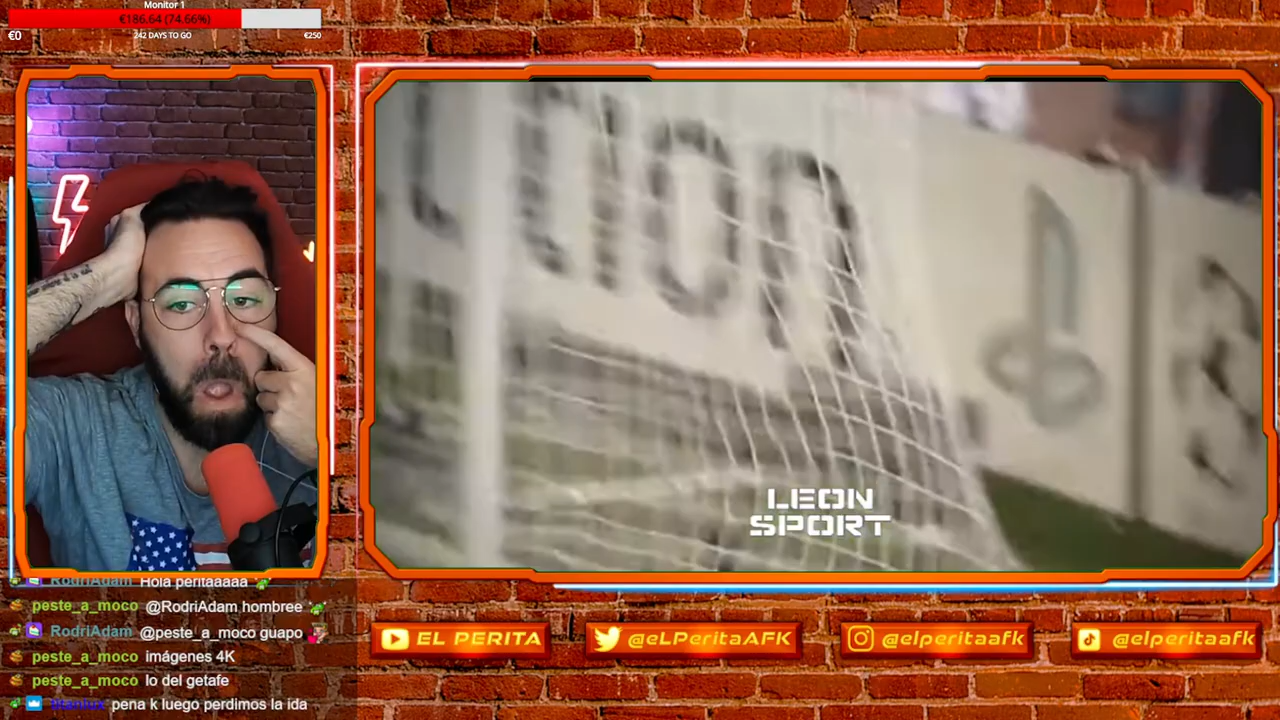 Monitor 1
€186.64 (74.66%)
€0
242 DAYS TO GO
€250
LEON
SPORT
RodriAdam Hola peritaaaaa
peste_a_moco @RodriAdam hombree
RodriAdam @peste_a_moco guapo
peste_a_moco imágenes 4K
peste_a_moco lo del getafe
pena k luego perdimos la ida
EL PERITA
@eLPeritaAFK
@elperitaafk
@elperitaafk